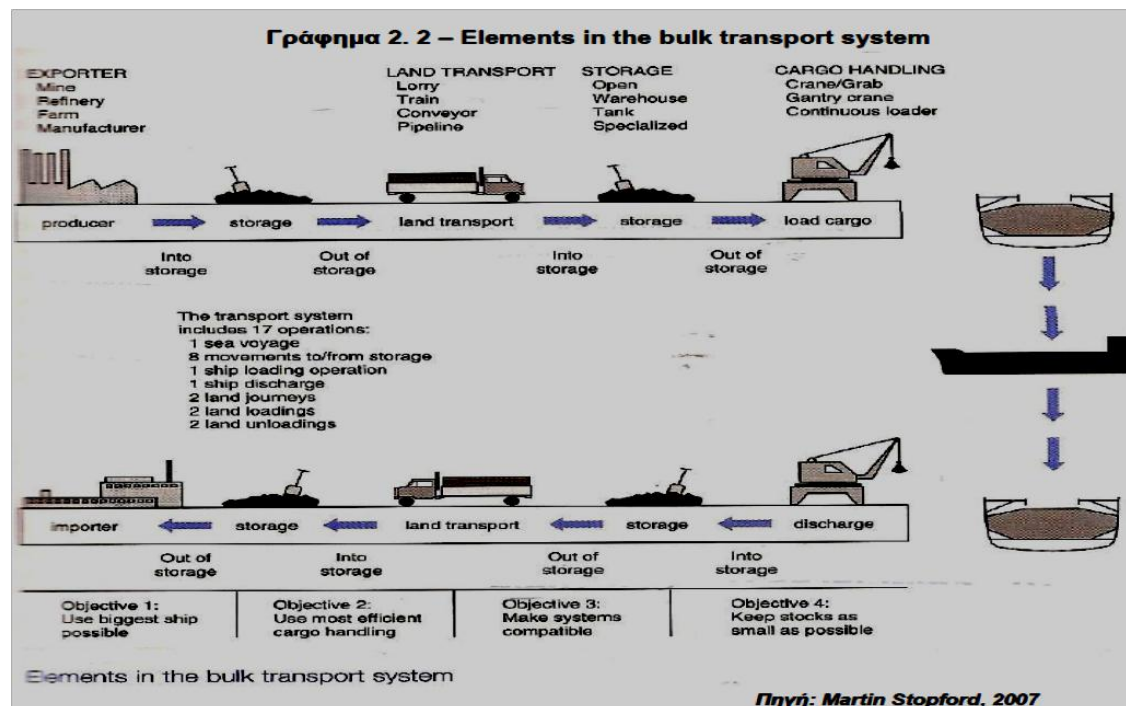 Γράφημα 2. 2 – Elements in the bulk transport system
EXPORTER
Mine
Refinery
Farm
Manufacturer
LAND TRANSPORT
Lorry
Train
Conveyor
Pipeline
STORAGE
Open
Warehouse
Tank
Specialized
CARGO HANDLING
Crane/Grab
Gantry crane
Continuous loader
producer
storage
land transport
storage
load cargo
Into
storage
Out of
storage
Into
storage
Out of
storage
The transport system
includes 17 operations:
1 sea voyage
8 movements to/from storage
1 ship loading operation
1 ship discharge
2 land journeys
2 land loadings
2 land unloadings
importer
storage
land transport
storage
discharge
Out of
storage
Into
storage
Out of
storage
Into
storage
Objective 1:
Use biggest ship
possible
Objective 2:
Use most efficient
cargo handling
Objective 3:
Make systems
compatible
Objective 4:
Keep stocks as
small as possible
Elements in the bulk transport system
Πηγή: Martin Stopford, 2007